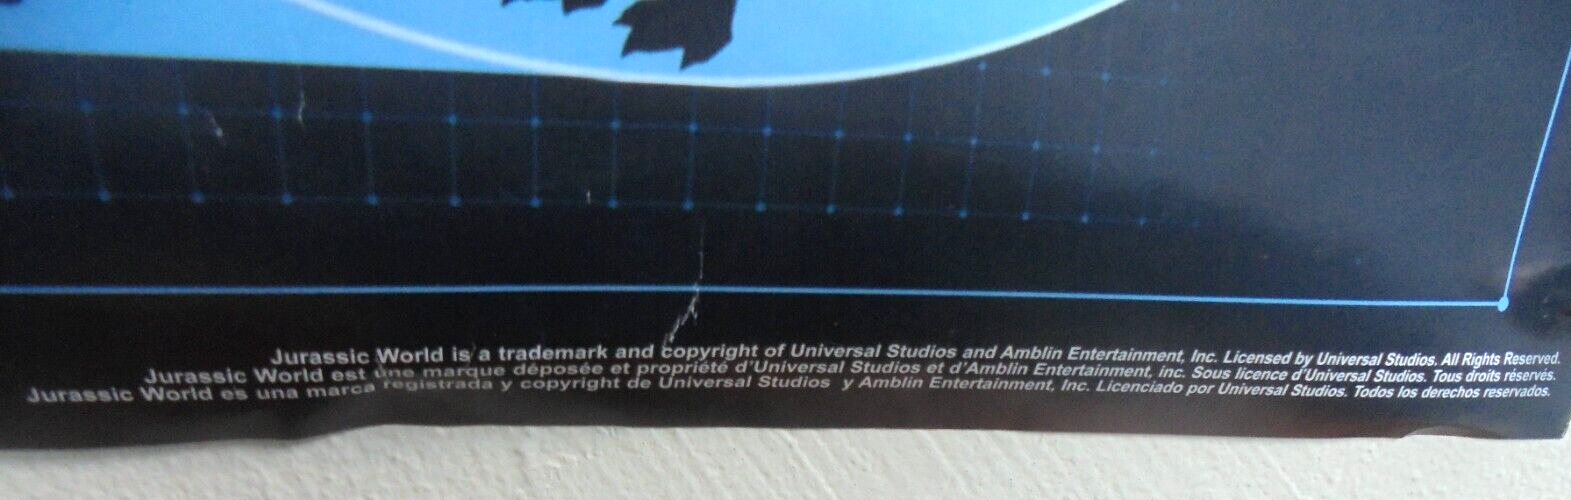 Jurassic World is a trademark and copyright of Universal Studios and Amblin Entertainment, Inc. Licensed by Universal Studios. All Rights Reserved.
Jurassic World est une marque déposée et propriété d'Universal Studios et d'Amblin Entertainment, inc. Sous licence d'Universal Studios. Tous droits réservés.
Jurassic World es una marca registrada y copyright de Universal Studios y Amblin Entertainment, Inc. Licenciado por Universal Studios. Todos los derechos reservados.